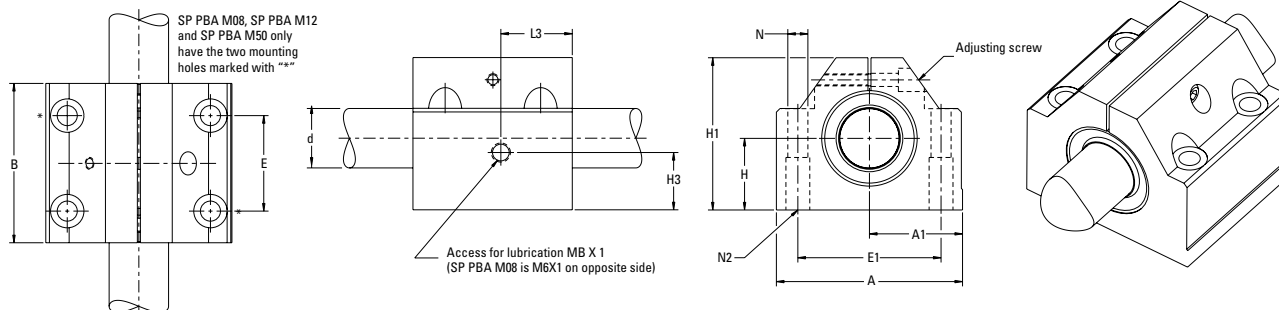 SP PBA M08, SP PBA M12
and SP PBA M50 only
have the two mounting
holes marked with “*”
*
B
E
*
L3
d
H3
Access for lubrication MB X 1
(SP PBA M08 is M6X1 on opposite side)
N
Adjusting screw
H1
H
A1
N2
E1
A